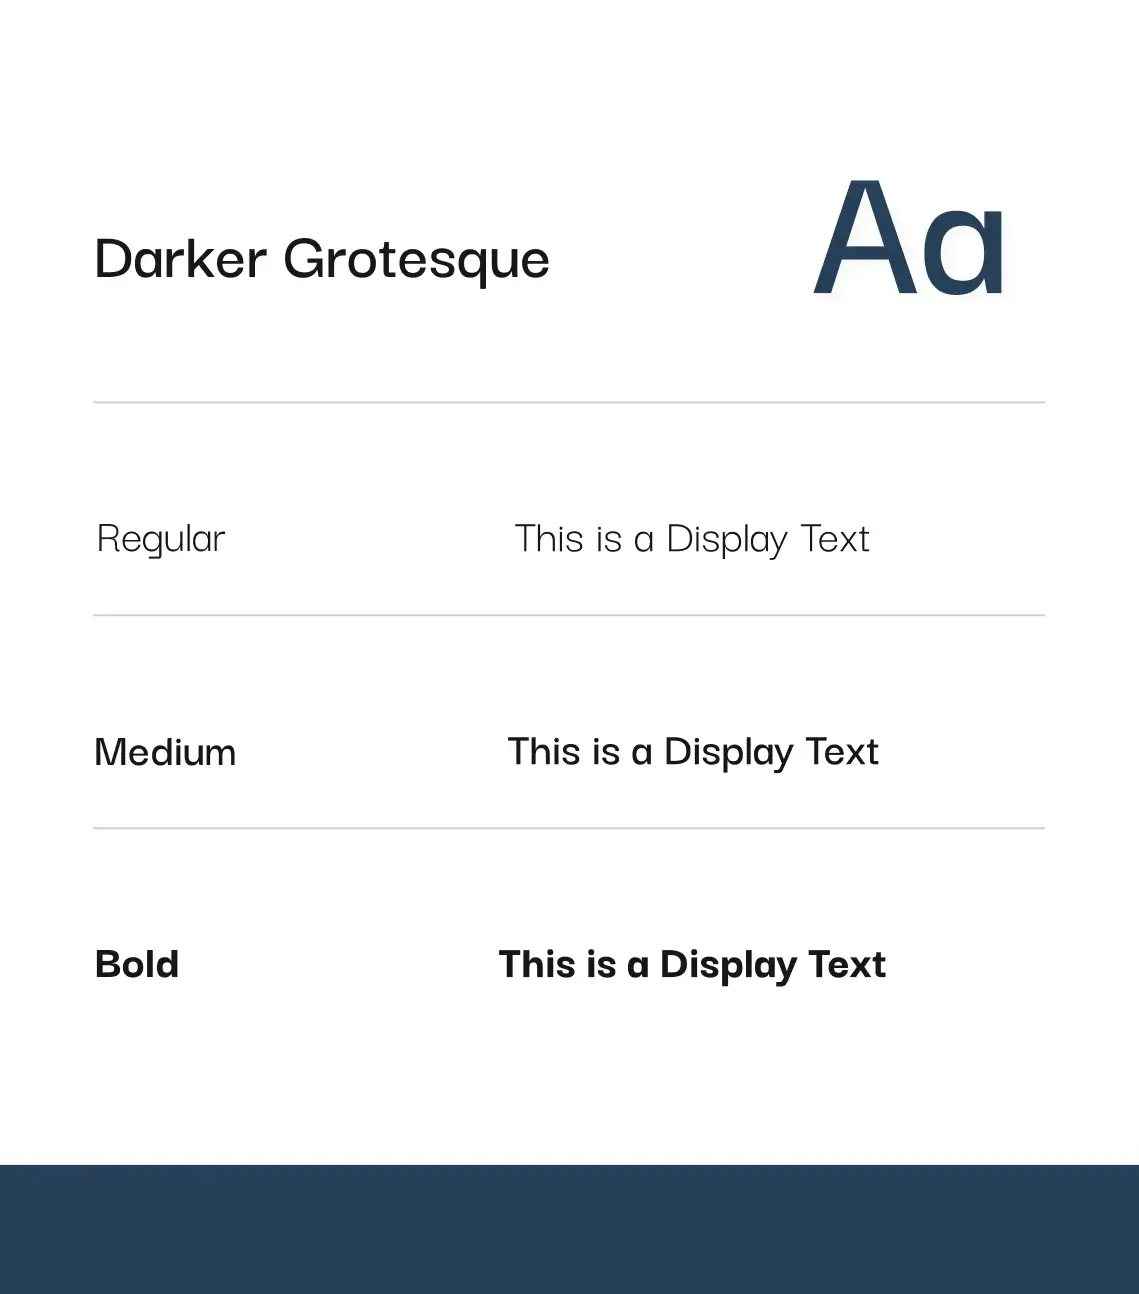 Darker Grotesque
Aa
Regular
This is a Display Text
Medium
This is a Display Text
Bold
This is a Display Text